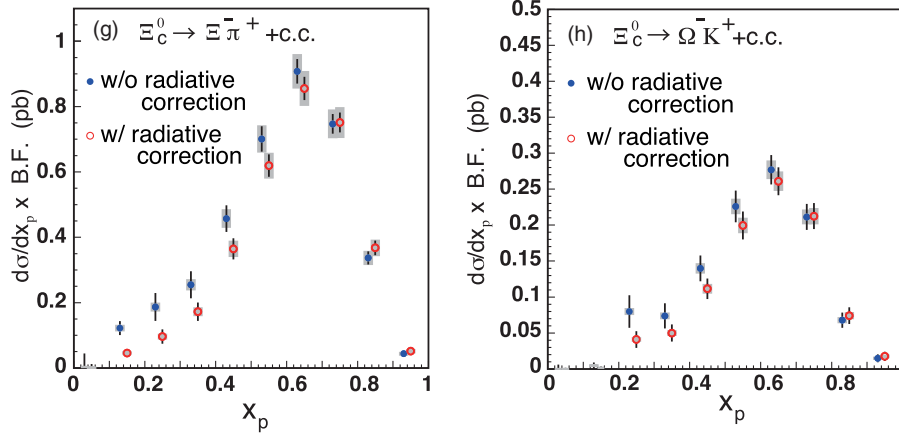 (g) Ξc0 → Ξ-π+ +c.c.
w/o radiative
correction
w/ radiative
correction
dσ/dxp x B.F. (pb)
1
0.8
0.6
0.4
0.2
0
0 0.2 0.4 0.6 0.8 1
xp
(h) Ξc0 → Ω-K+ +c.c.
w/o radiative
correction
w/ radiative
correction
dσ/dxp x B.F. (pb)
0.5
0.45
0.4
0.35
0.3
0.25
0.2
0.15
0.1
0.05
0
0 0.2 0.4 0.6 0.8 1
xp